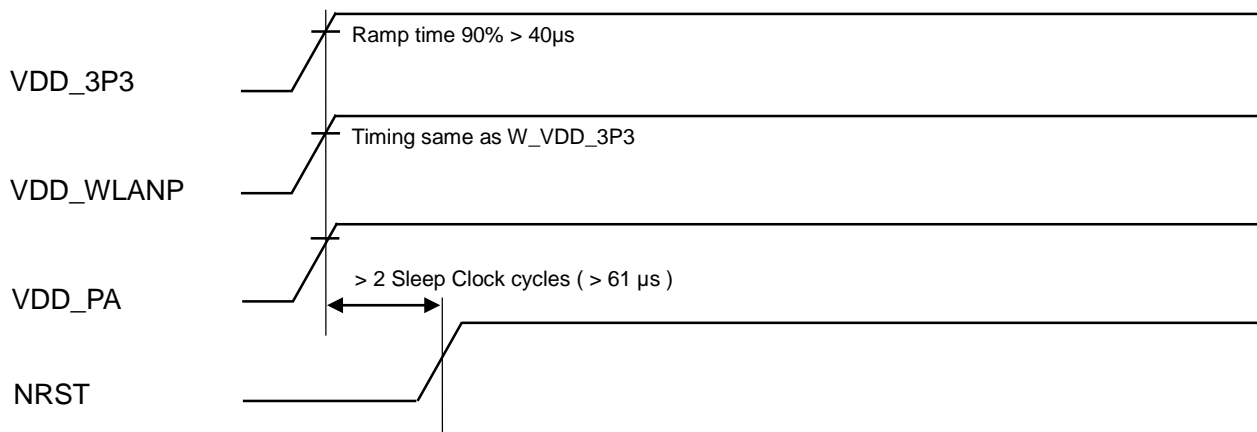 Ramp time 90% > 40µs
VDD_3P3
Timing same as W_VDD_3P3
VDD_WLANP
> 2 Sleep Clock cycles ( > 61 µs )
VDD_PA
NRST